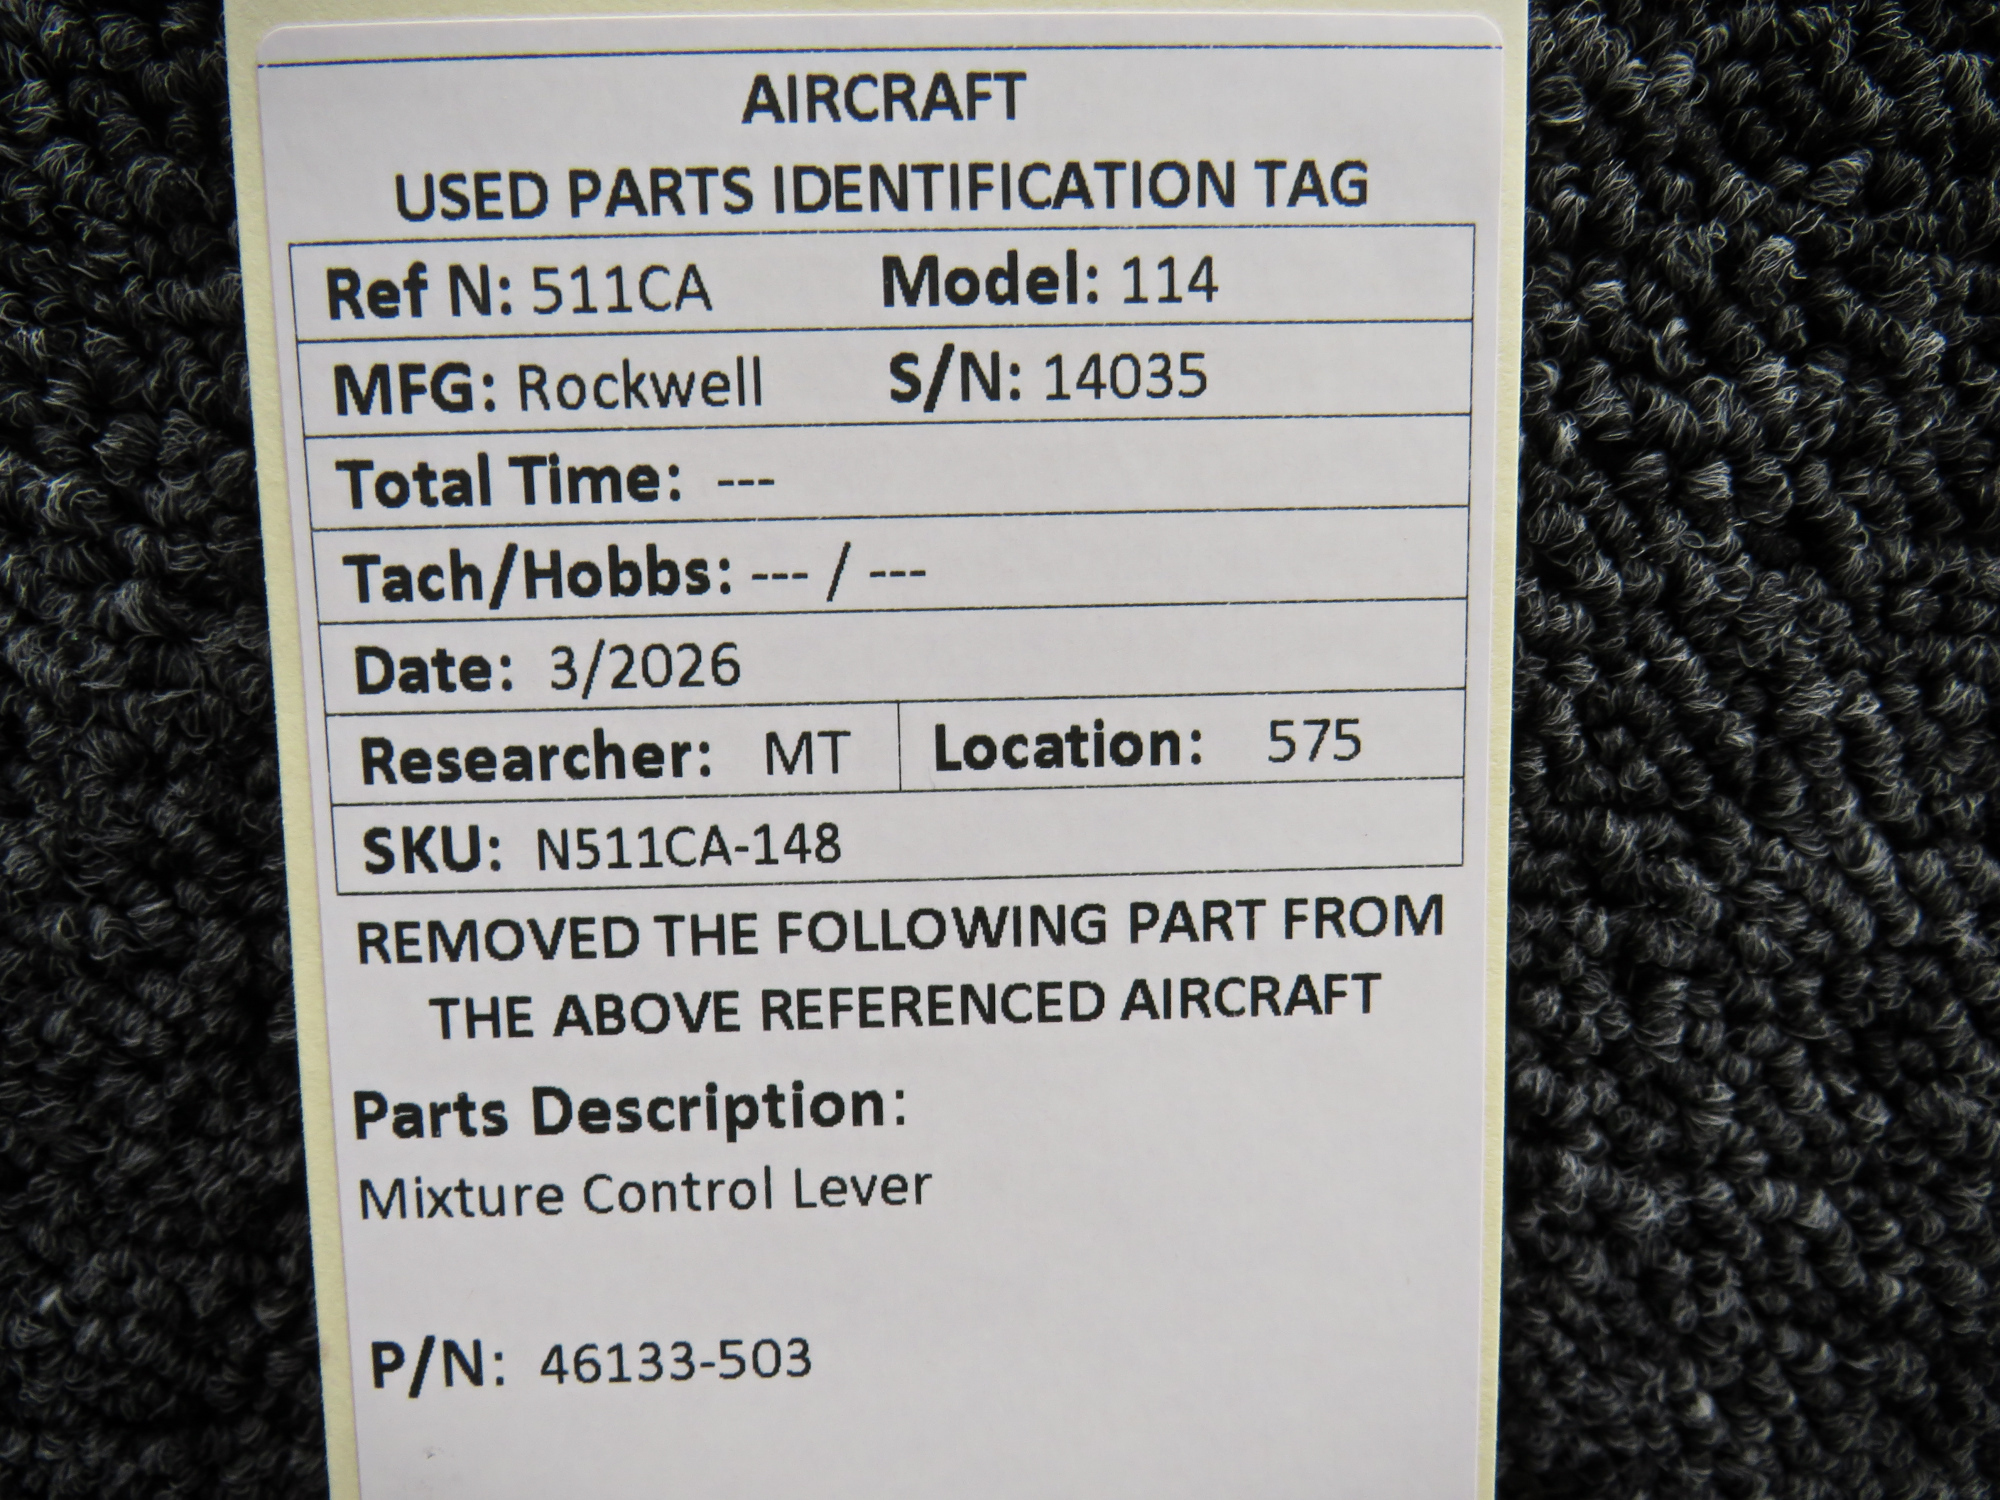 AIRCRAFT
USED PARTS IDENTIFICATION TAG
Ref N: 511CA Model: 114
MFG: Rockwell S/N: 14035
Total Time: ---
Tach/Hobbs: --- / ---
Date: 3/2026
Researcher: MT Location: 575
SKU: N511CA-148
REMOVED THE FOLLOWING PART FROM
THE ABOVE REFERENCED AIRCRAFT
Parts Description:
Mixture Control Lever
P/N: 46133-503